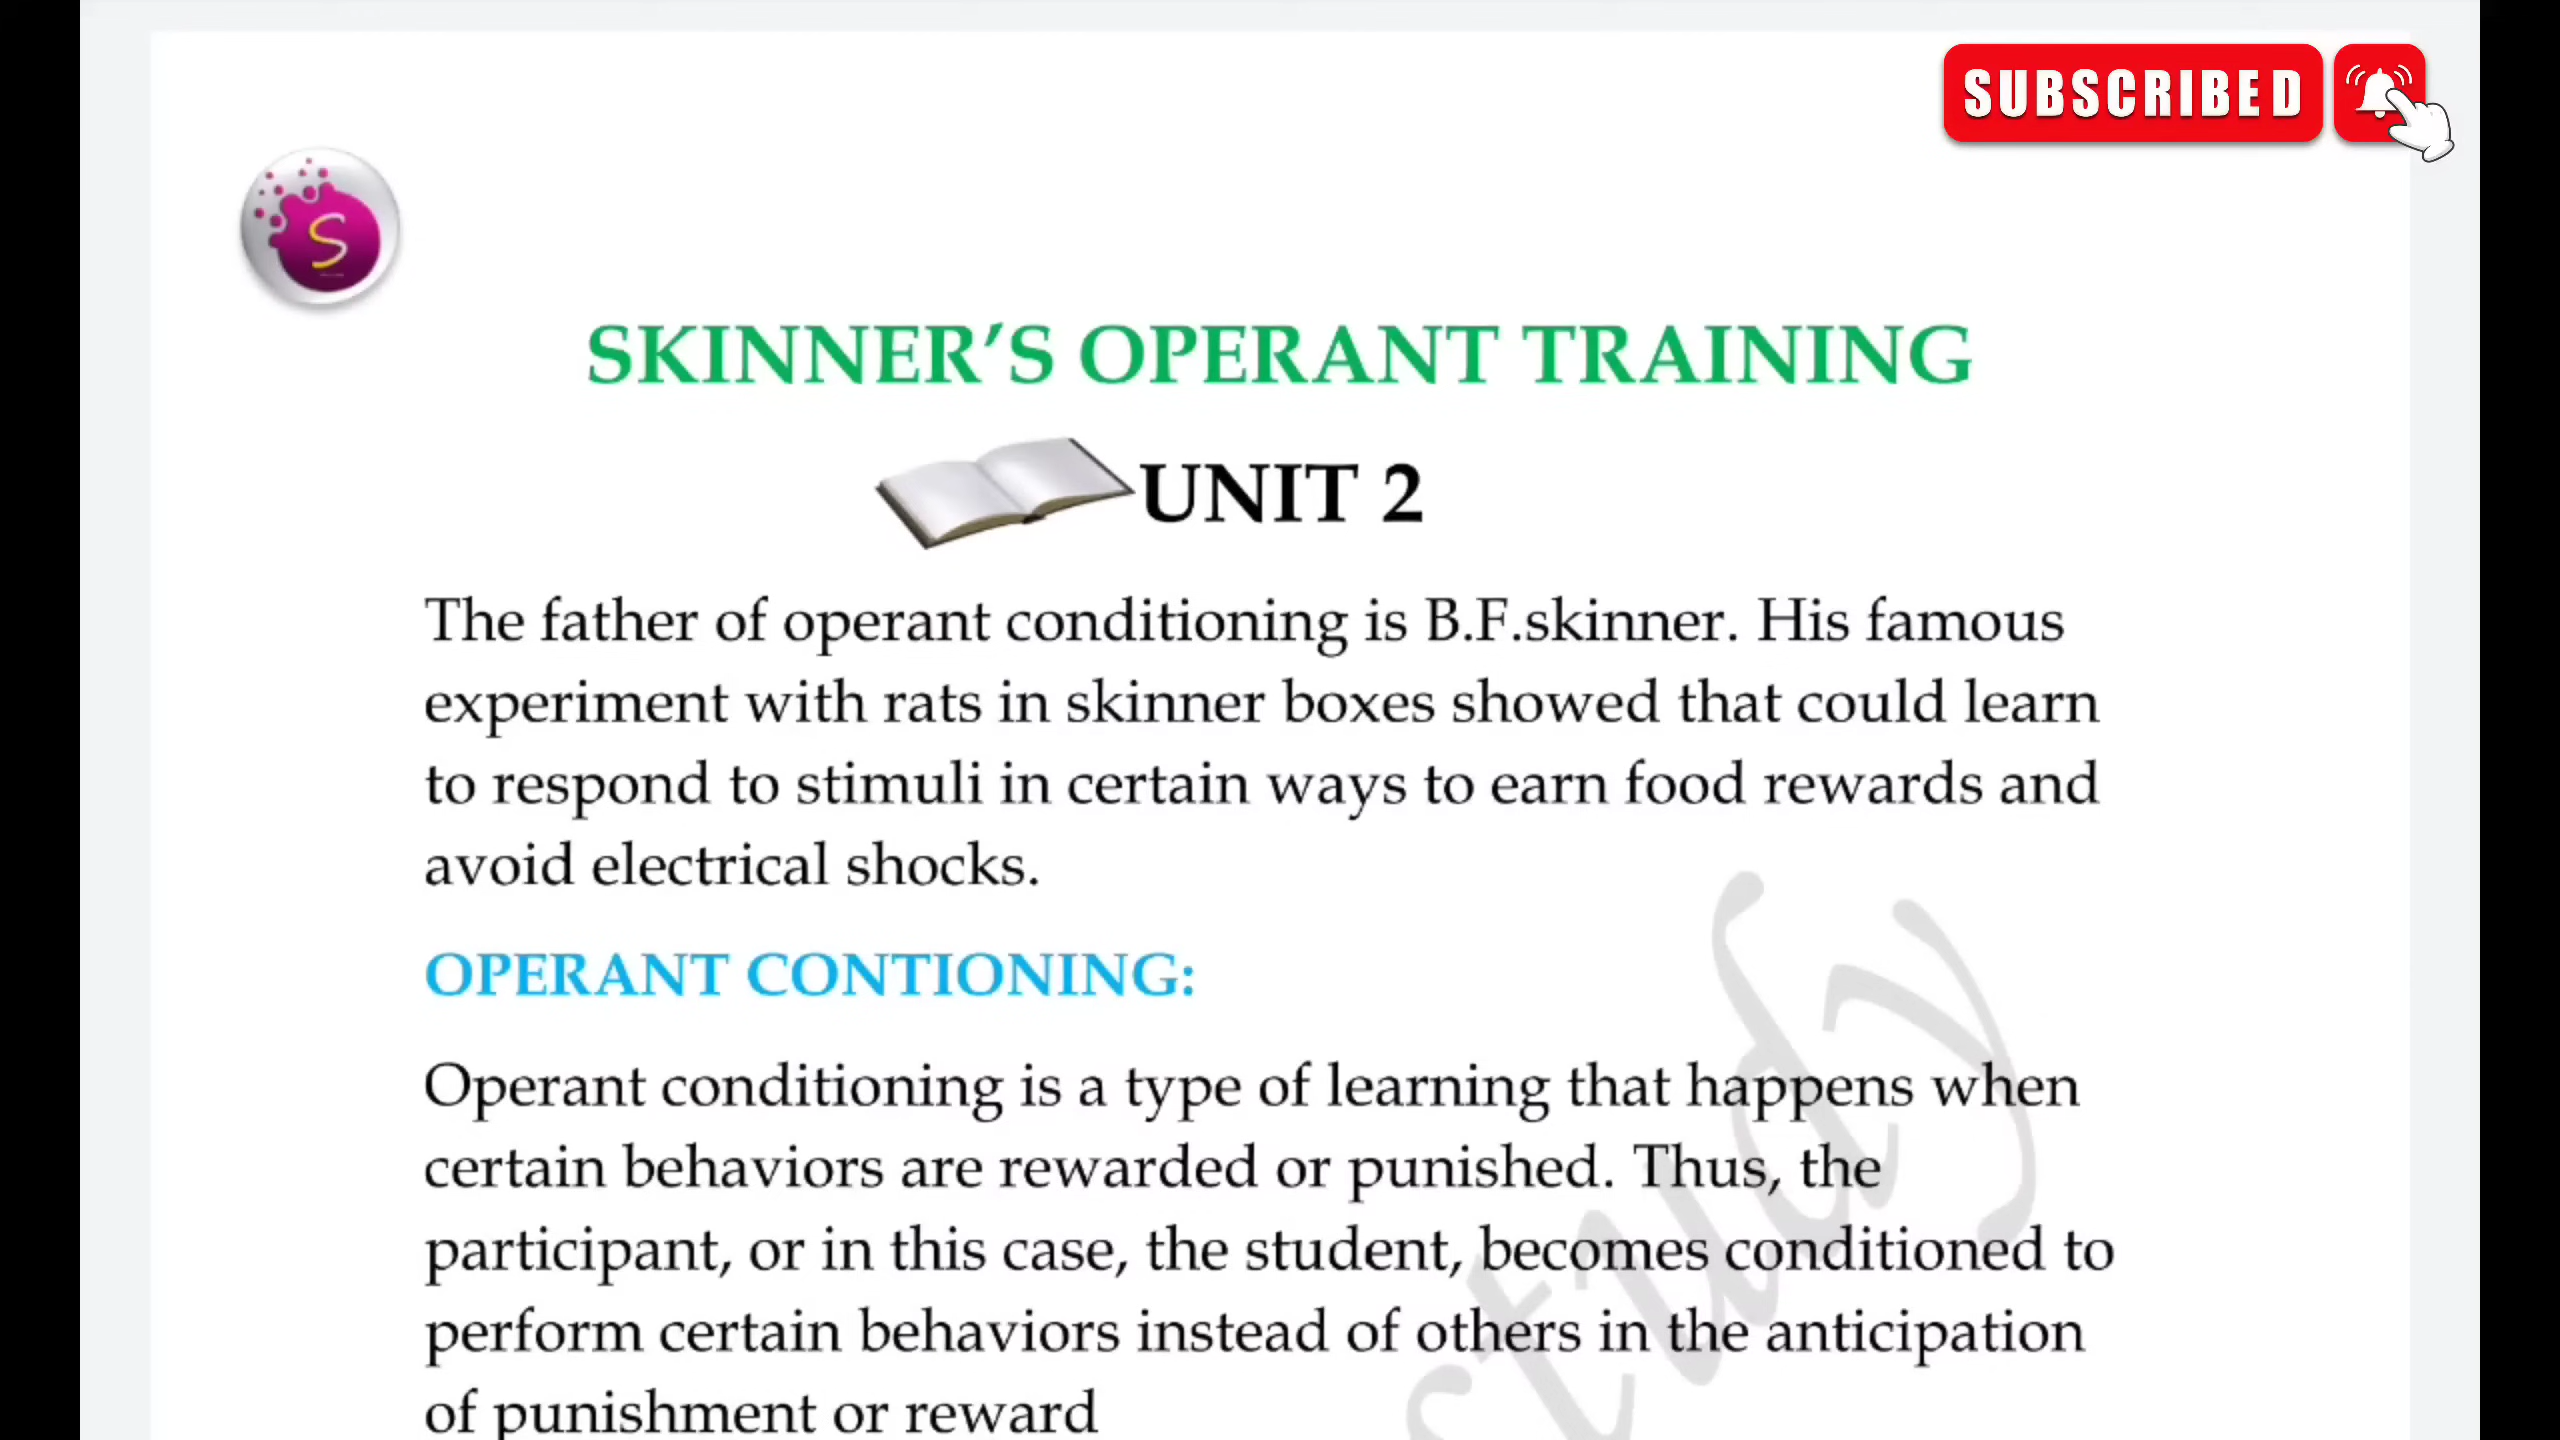 SUBSCRIBED
S
SKINNER’S OPERANT TRAINING
UNIT 2
The father of operant conditioning is B.F.skinner. His famous
experiment with rats in skinner boxes showed that could learn
to respond to stimuli in certain ways to earn food rewards and
avoid electrical shocks.
OPERANT CONTIONING:
Operant conditioning is a type of learning that happens when
certain behaviors are rewarded or punished. Thus, the
participant, or in this case, the student, becomes conditioned to
perform certain behaviors instead of others in the anticipation
of punishment or reward
study